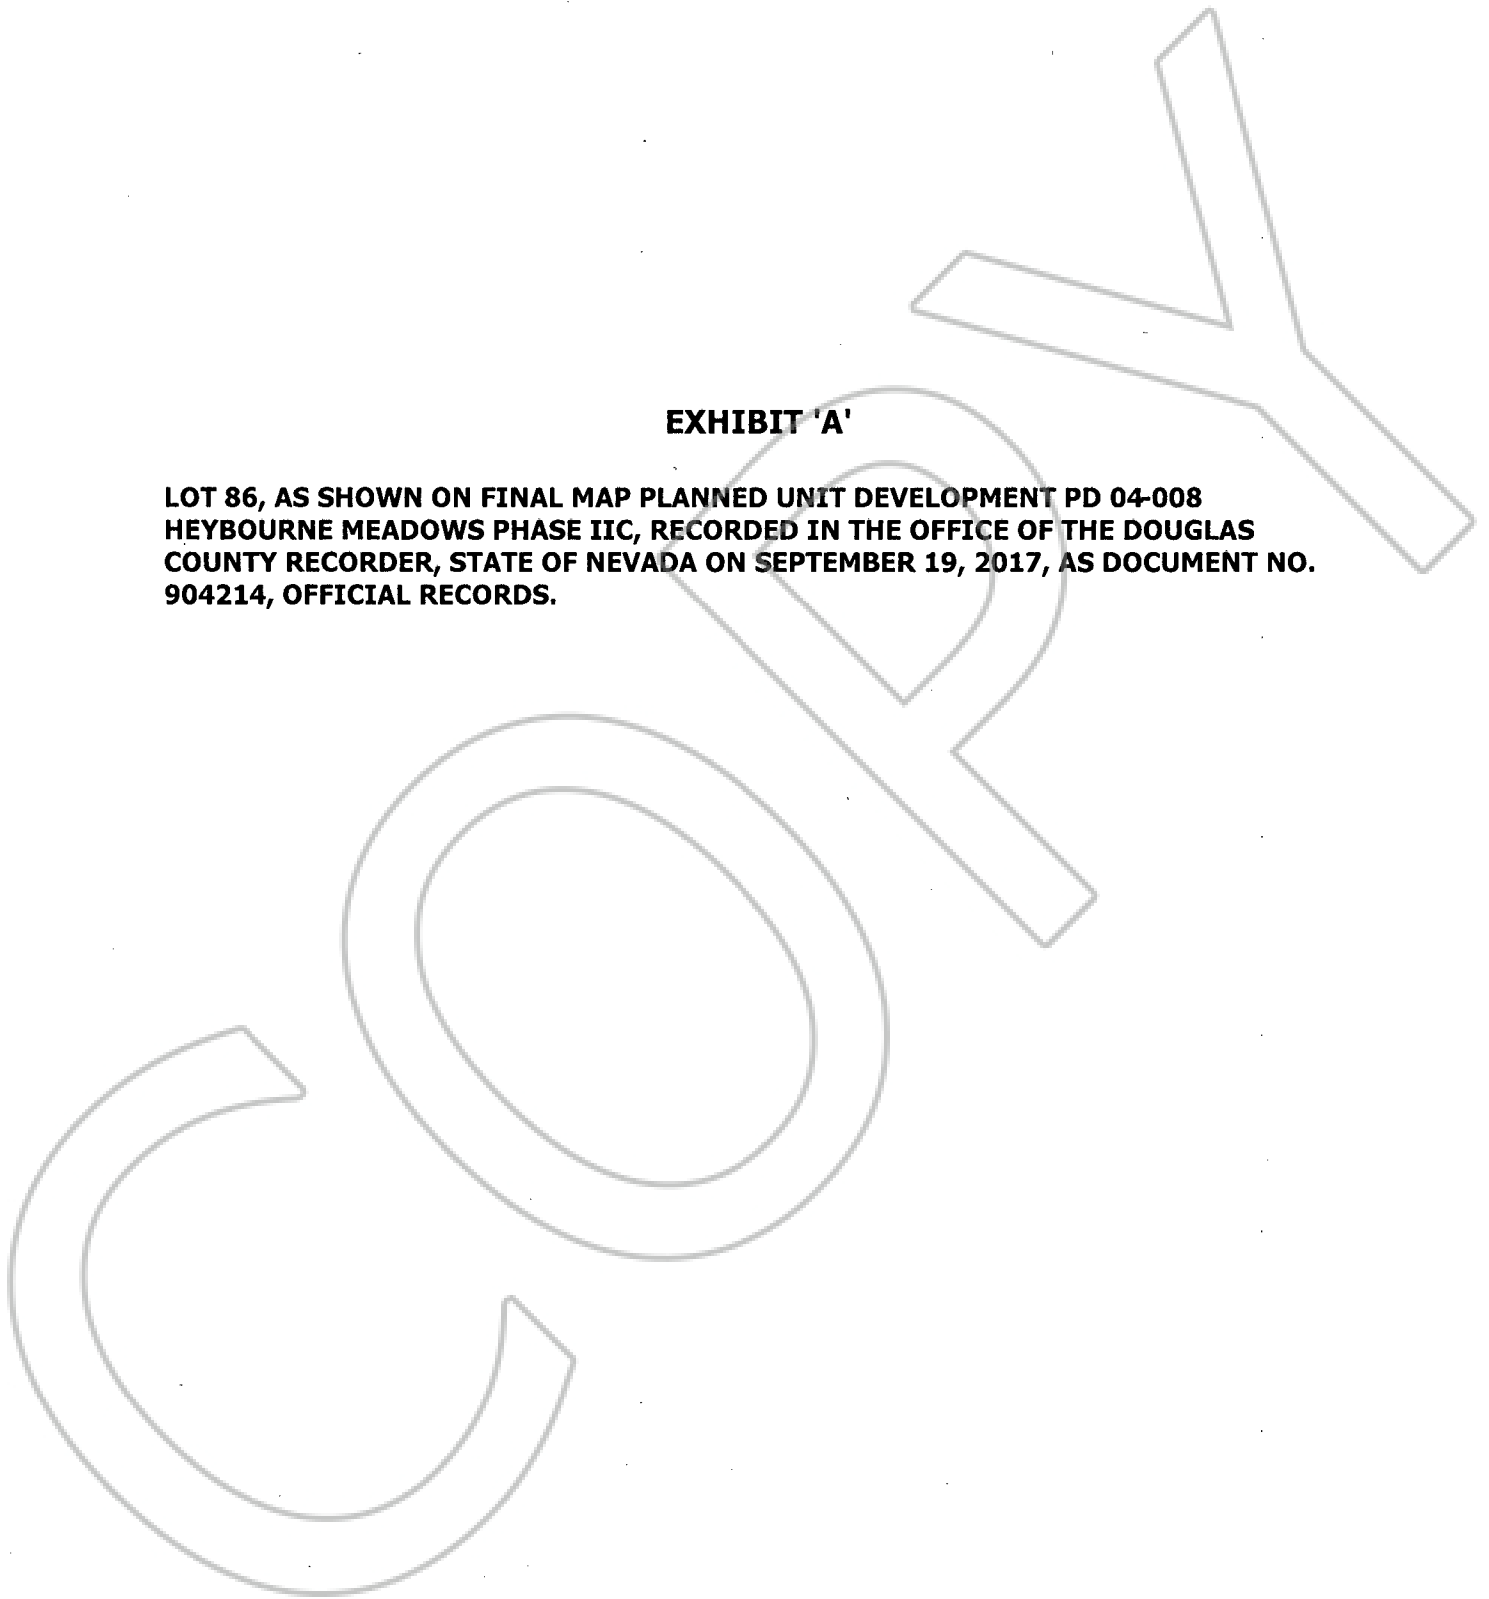 EXHIBIT 'A'
LOT 86, AS SHOWN ON FINAL MAP PLANNED UNIT DEVELOPMENT PD 04-008
HEYBOURNE MEADOWS PHASE IIC, RECORDED IN THE OFFICE OF THE DOUGLAS
COUNTY RECORDER, STATE OF NEVADA ON SEPTEMBER 19, 2017, AS DOCUMENT NO.
904214, OFFICIAL RECORDS.
COPY